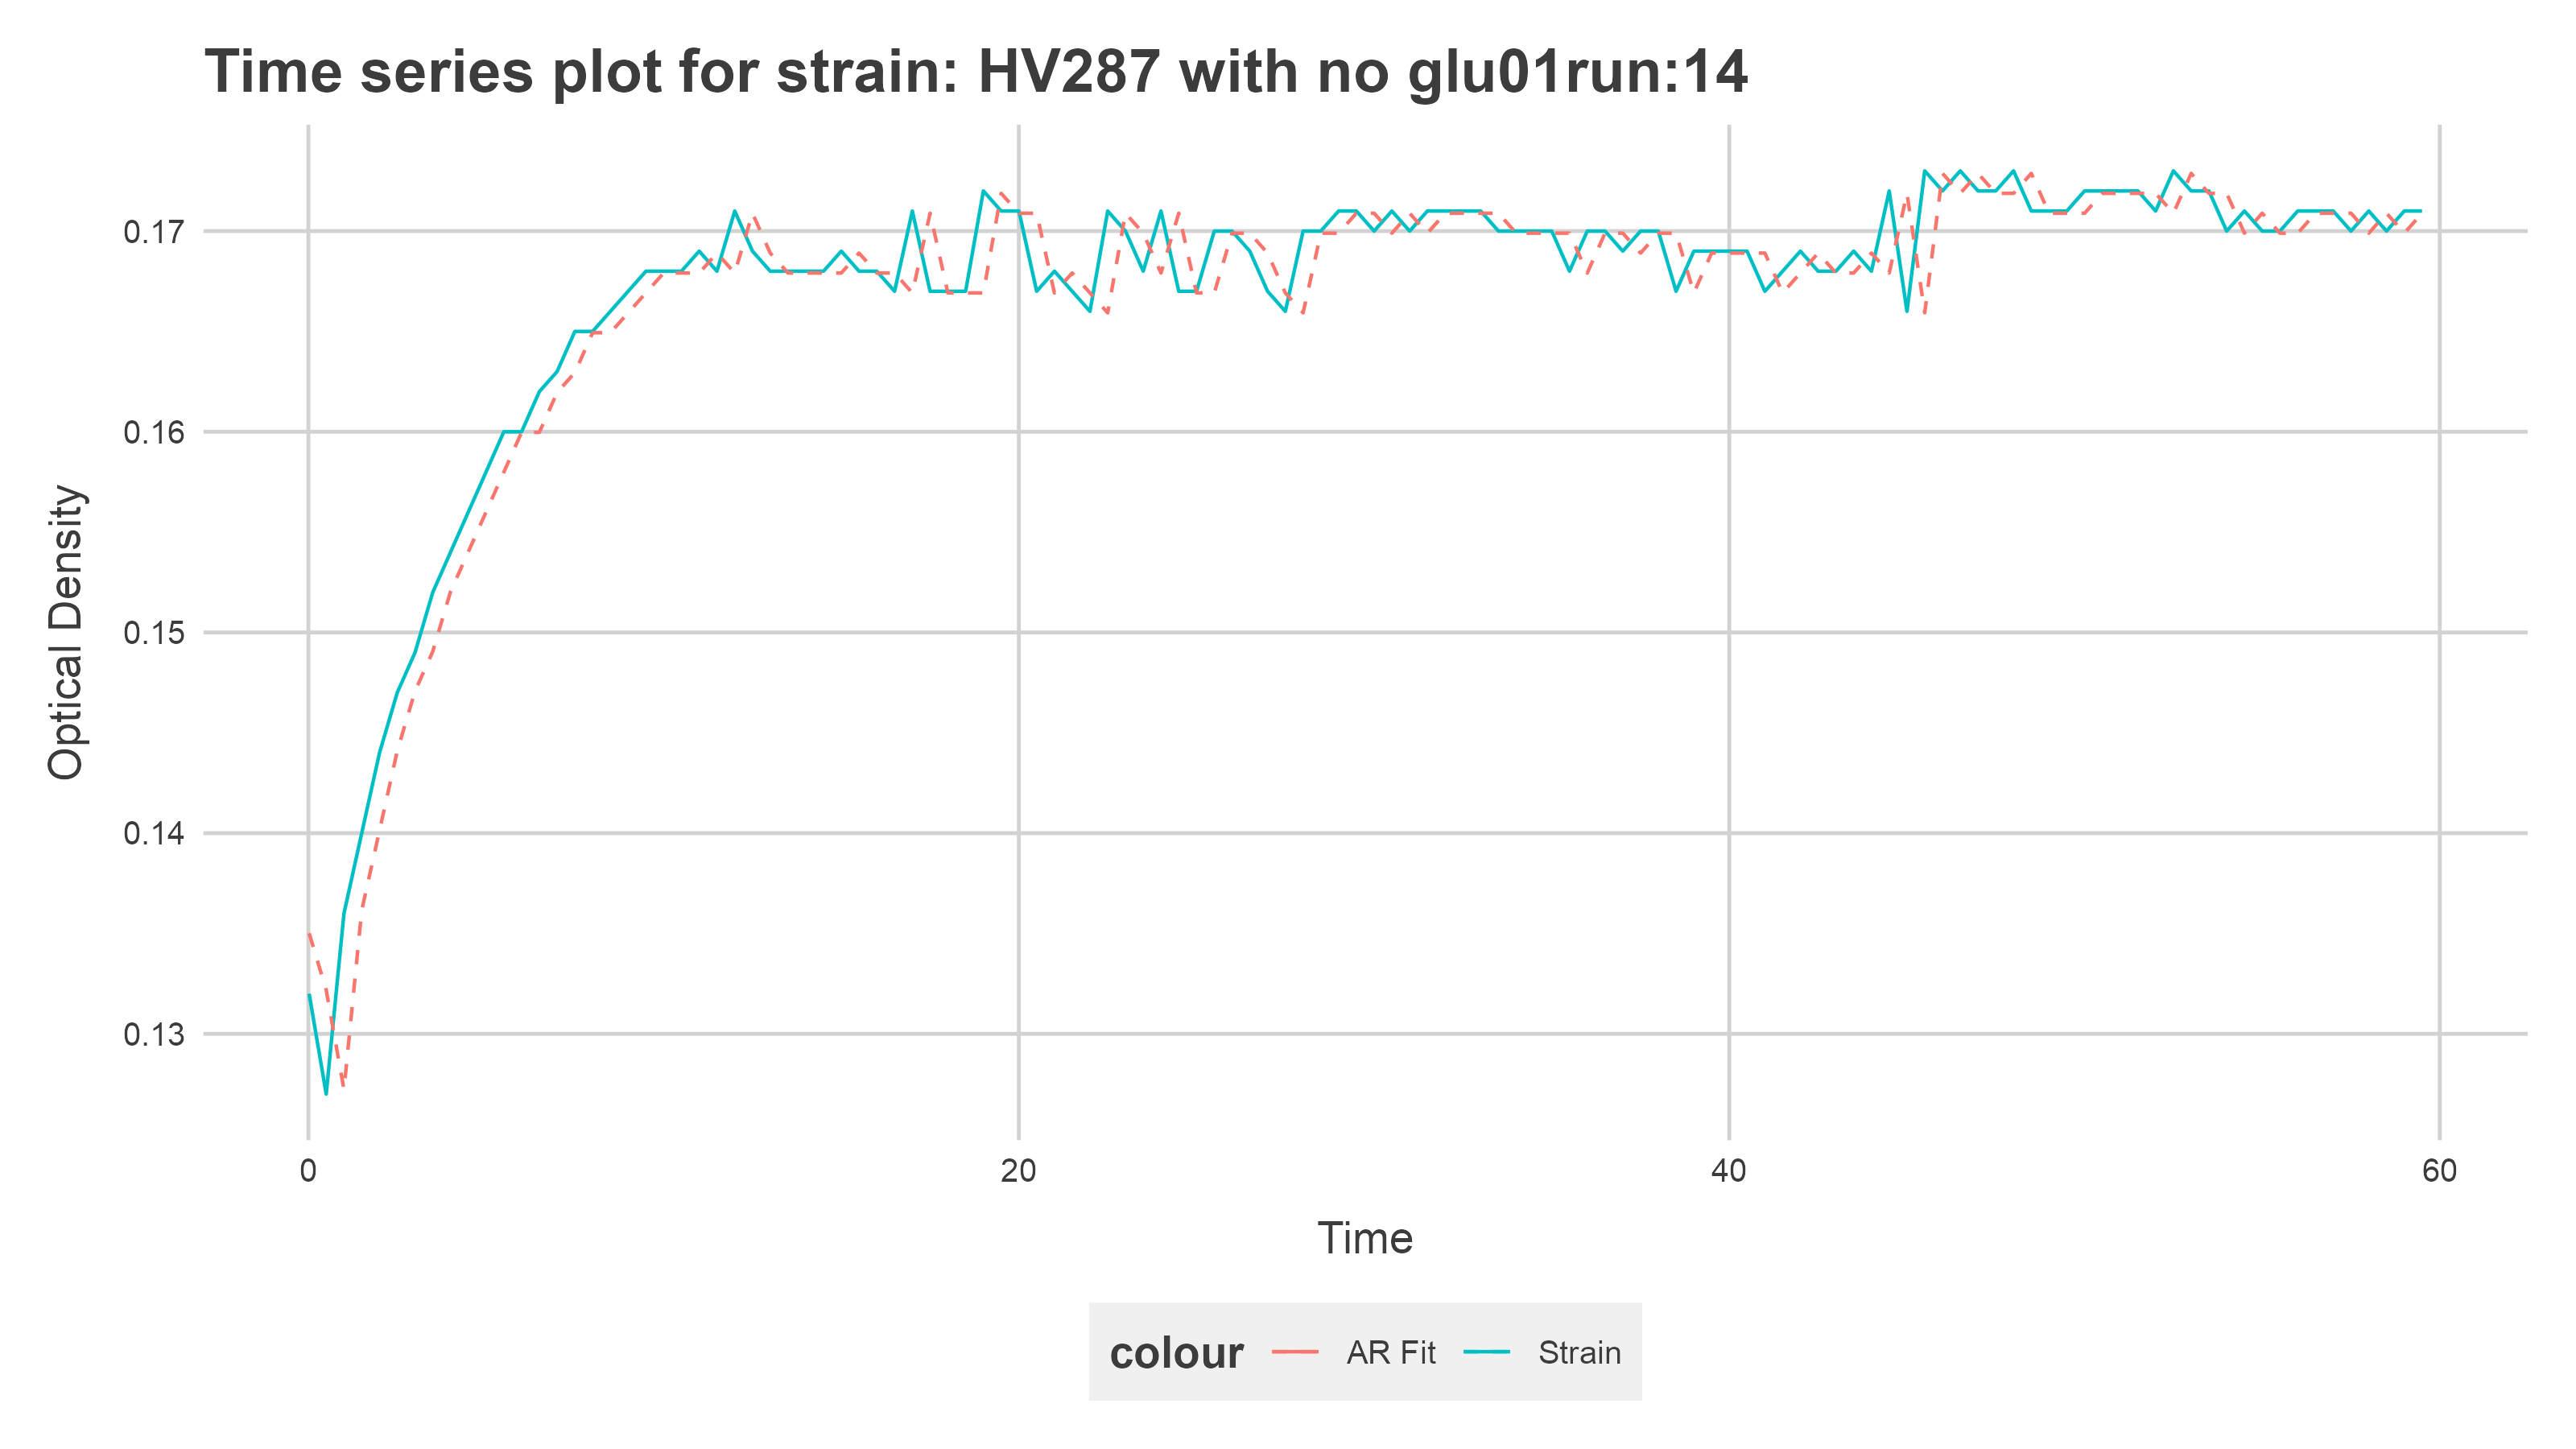 Time series plot for strain: HV287 with no glu01run:14
Optical Density
0.17
0.16
0.15
0.14
0.13
0
20
40
60
Time
colour
AR Fit
Strain